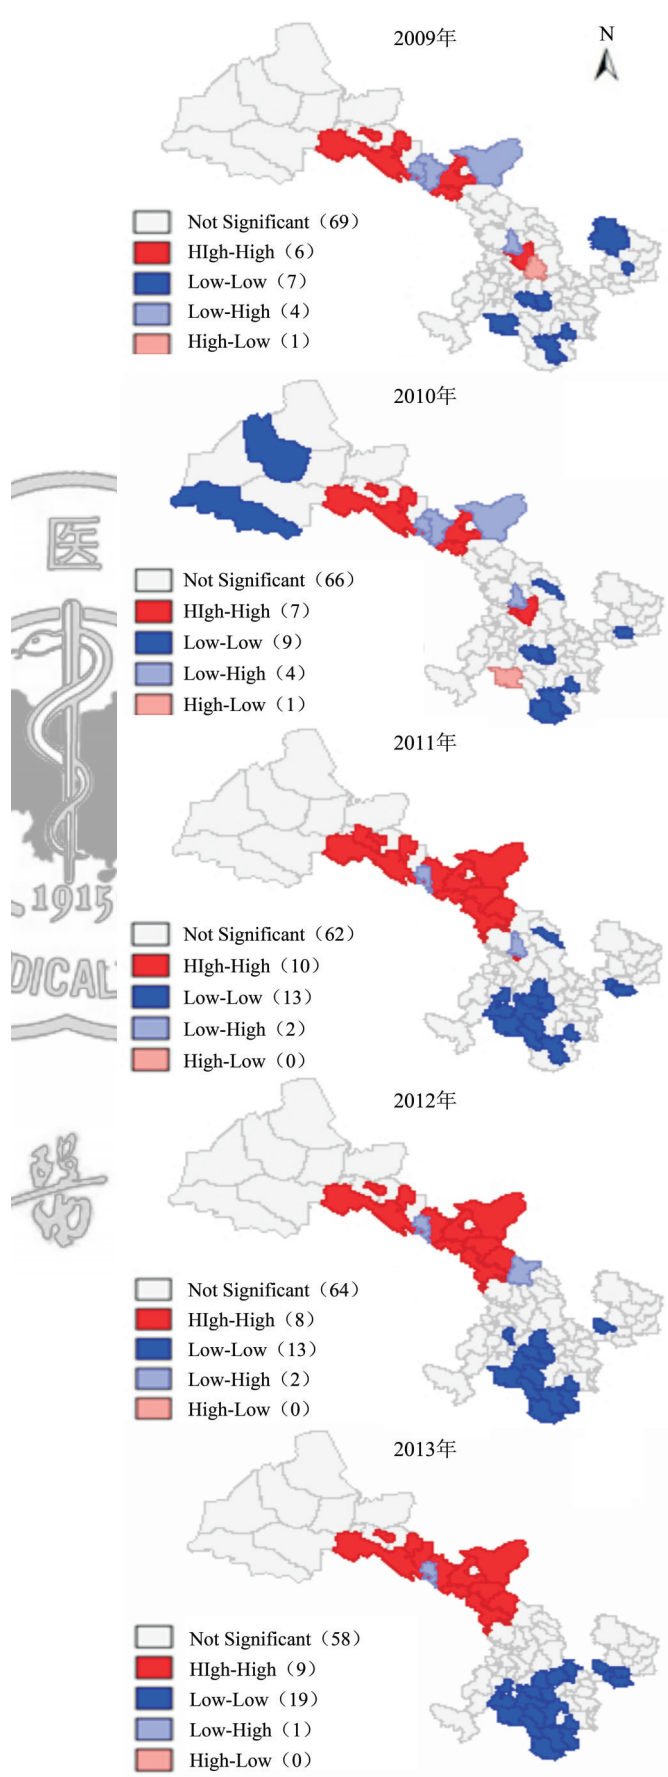 2009年
N
Not Significant（69）
HIgh-High（6）
Low-Low（7）
Low-High（4）
High-Low（1）
2010年
Not Significant（66）
HIgh-High（7）
Low-Low（9）
Low-High（4）
High-Low（1）
医
1915
DICAL
2011年
Not Significant（62）
HIgh-High（10）
Low-Low（13）
Low-High（2）
High-Low（0）
2012年
Not Significant（64）
HIgh-High（8）
Low-Low（13）
Low-High（2）
High-Low（0）
2013年
Not Significant（58）
HIgh-High（9）
Low-Low（19）
Low-High（1）
High-Low（0）